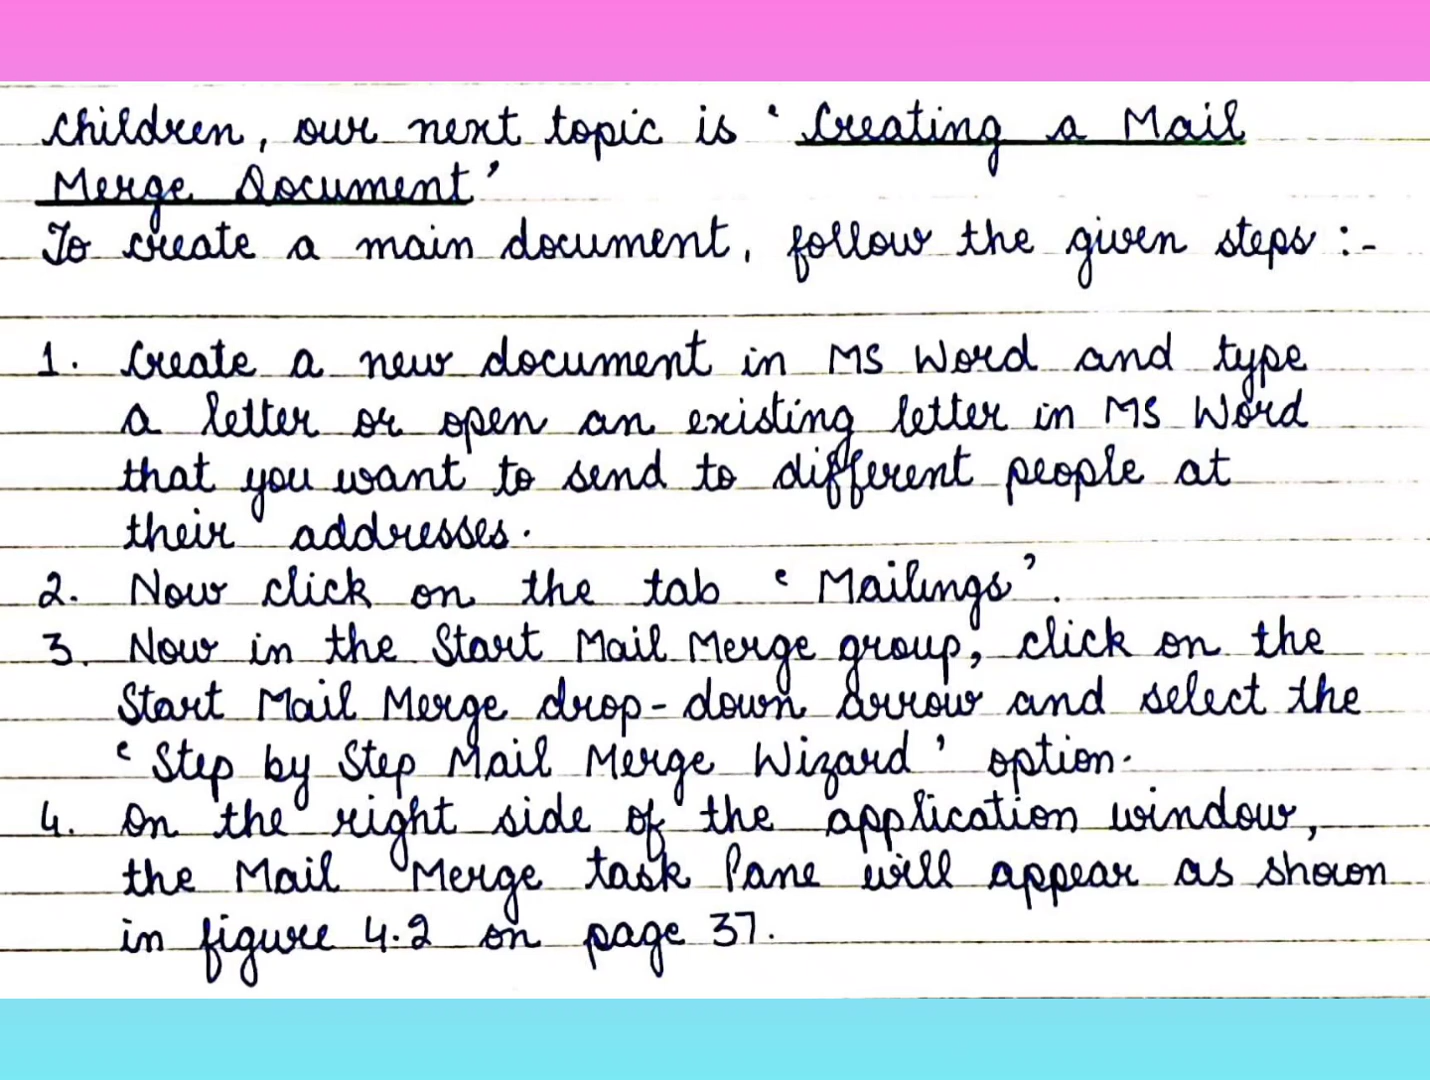 Children, our next topic is ‘Creating a Mail
Merge Document’
To create a main document, follow the given steps :-
1. Create a new document in MS Word and type
a letter or open an existing letter in MS Word
that you want to send to different people at
their addresses.
2. Now click on the tab ‘Mailings’.
3. Now in the Start Mail Merge group, click on the
Start Mail Merge drop-down arrow and select the
‘Step by Step Mail Merge Wizard’ option.
4. On the right side of the application window,
the Mail Merge task Pane will appear as shown
in figure 4.2 on page 37.